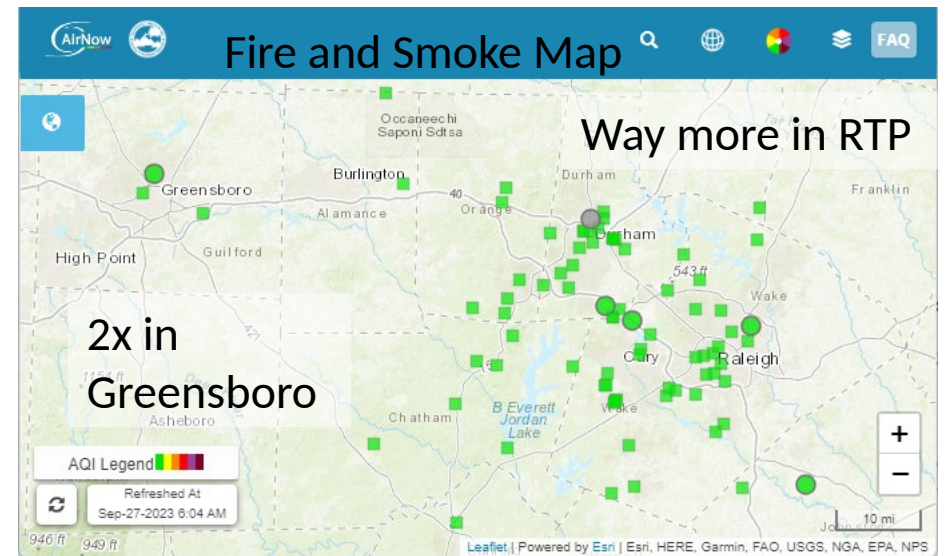 AirNow
Fire and Smoke Map
FAQ
Occaneechi
Saponi Sdtsa
Way more in RTP
Greensboro
Burlington
40
Durham
Franklin
Alamance
Orange
Durham
High Point
Guilford
543 ft
Wake
2x in
Greensboro
Cary
Raleigh
1154 ft
Asheboro
Chatham
B Everett
Jordan
Lake
Wake
+
AQI Legend
−
Refreshed At
Sep-27-2023 6:04 AM
10 mi
946 ft
949 ft
Leaflet | Powered by Esri | Esri, HERE, Garmin, FAO, USGS, NGA, EPA, NPS